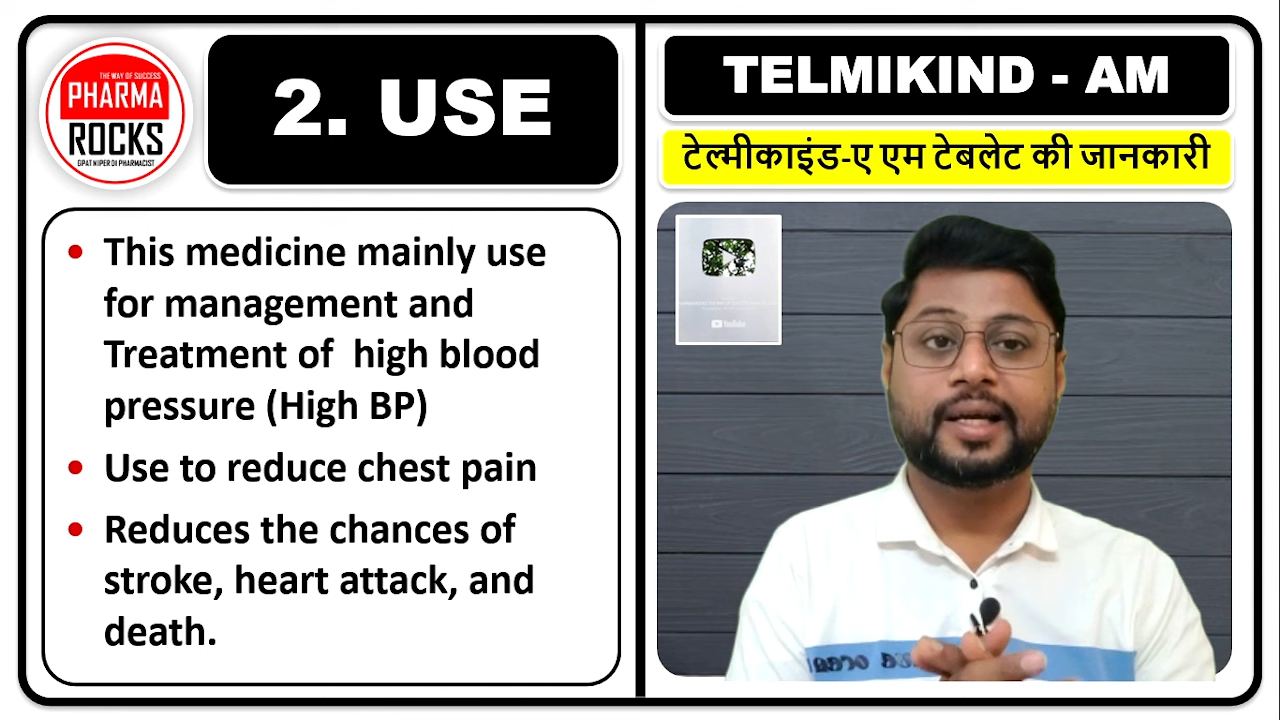 THE WAY OF SUCCESS
PHARMA
ROCKS
GPAT NIPER DI PHARMACIST
2. USE
• This medicine mainly use
for management and
Treatment of high blood
pressure (High BP)
• Use to reduce chest pain
• Reduces the chances of
stroke, heart attack, and
death.
TELMIKIND - AM
टेल्मीकाइंड-ए एम टेबलेट की जानकारी
YouTube